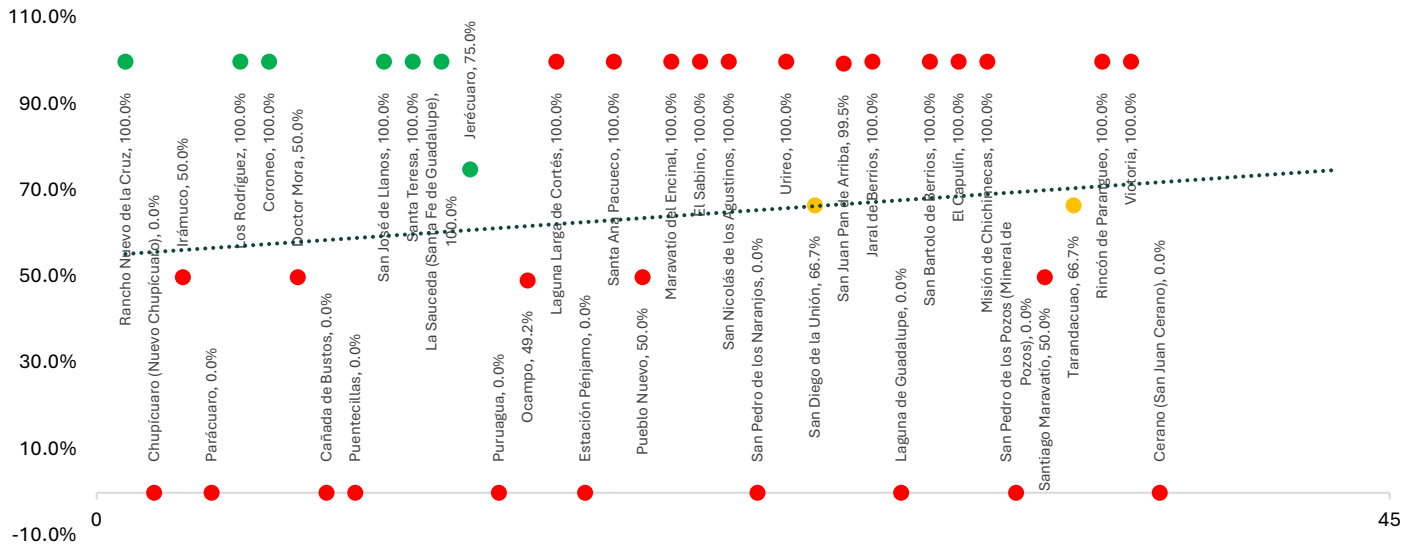 110.0%
90.0%
70.0%
50.0%
30.0%
10.0%
-10.0%
0
45
Rancho Nuevo de la Cruz, 100.0%
Chupícuaro (Nuevo Chupícuaro), 0.0%
Irámuco, 50.0%
Parácuaro, 0.0%
Los Rodríguez, 100.0%
Coroneo, 100.0%
Doctor Mora, 50.0%
Cañada de Bustos, 0.0%
Puentecillas, 0.0%
San José de Llanos, 100.0%
Santa Teresa, 100.0%
La Sauceda (Santa Fe de Guadalupe),
100.0%
Jerécuaro, 75.0%
Puruagua, 0.0%
Ocampo, 49.2%
Laguna Larga de Cortés, 100.0%
Estación Pénjamo, 0.0%
Santa Ana Pacueco, 100.0%
Pueblo Nuevo, 50.0%
Maravatío del Encinal, 100.0%
El Sabino, 100.0%
San Nicolás de los Agustinos, 100.0%
San Pedro de los Naranjos, 0.0%
Urireo, 100.0%
San Diego de la Unión, 66.7%
San Juan Pan de Arriba, 99.5%
Jaral de Berrios, 100.0%
Laguna de Guadalupe, 0.0%
San Bartolo de Berrios, 100.0%
El Capulín, 100.0%
Misión de Chichimecas, 100.0%
San Pedro de los Pozos (Mineral de
Pozos), 0.0%
Santiago Maravatío, 50.0%
Tarandacuao, 66.7%
Rincón de Parangueo, 100.0%
Victoria, 100.0%
Cerano (San Juan Cerano), 0.0%